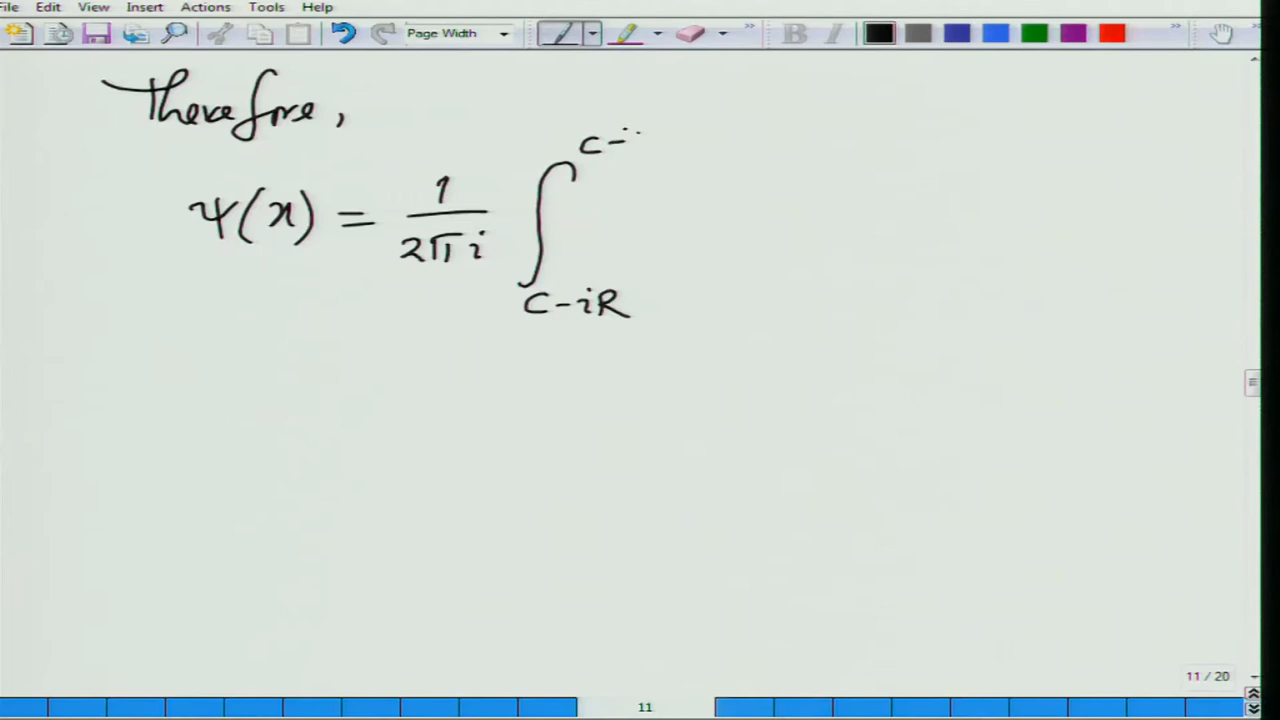 File Edit View Insert Actions Tools Help
Page Width
B I
Therefore,
c-
ψ(x) = 1/2πi ∫
c-iR
11 / 20
11